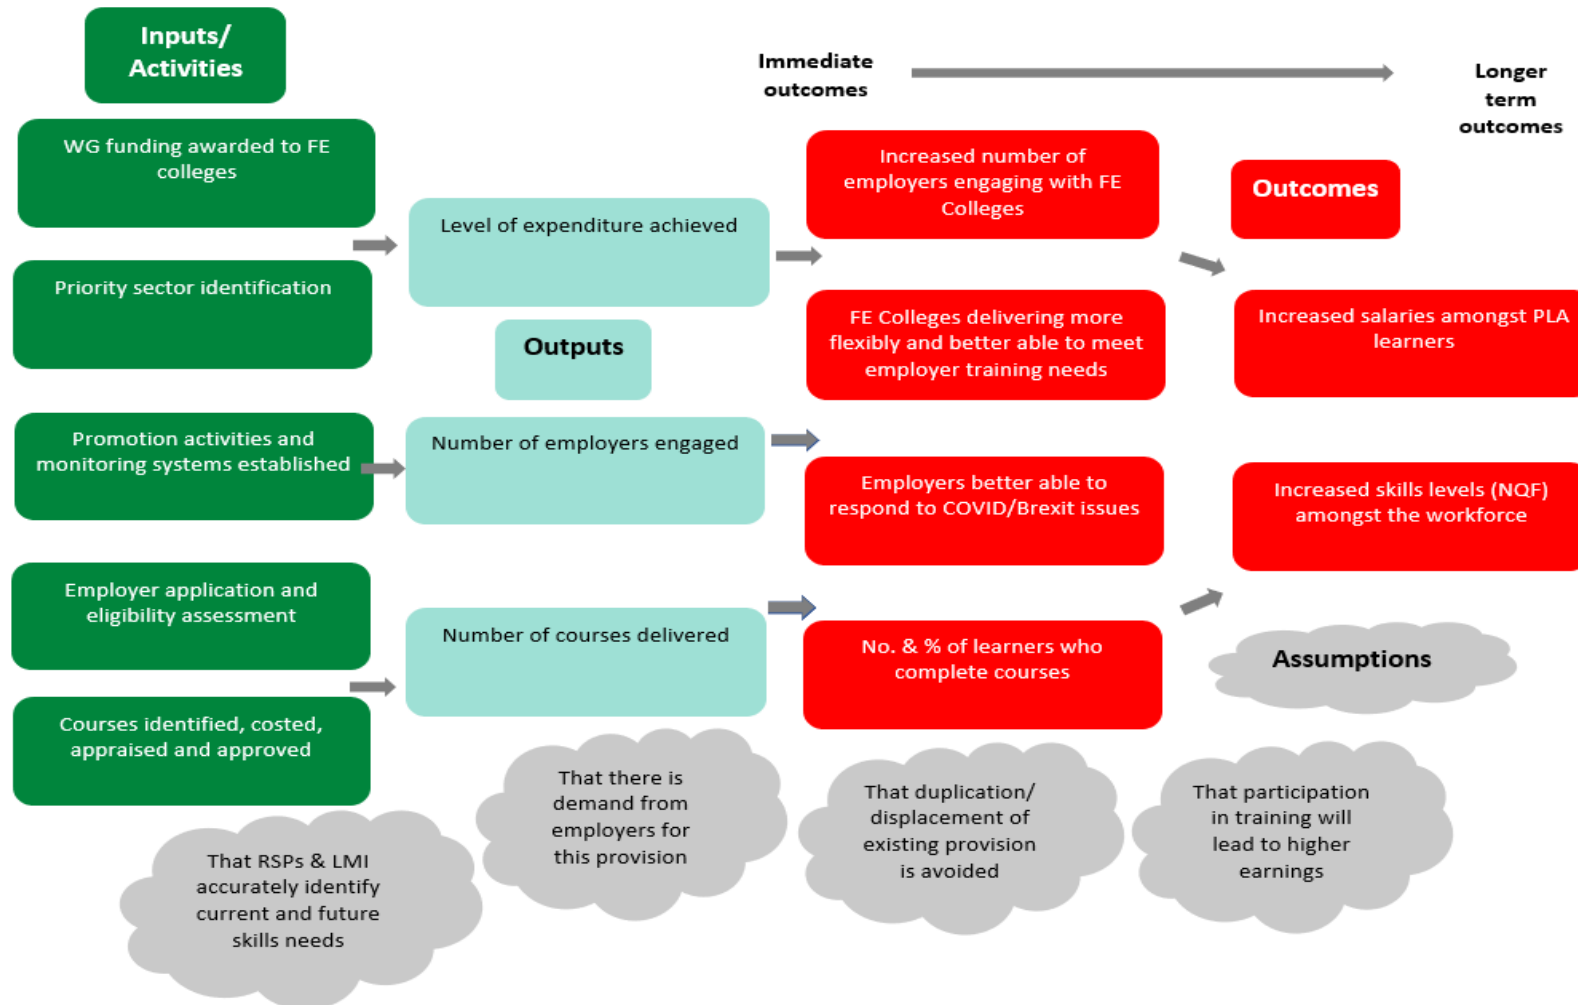 Inputs/
Activities
WG funding awarded to FE
colleges
Priority sector identification
Promotion activities and
monitoring systems established
Employer application and
eligibility assessment
Courses identified, costed,
appraised and approved
Level of expenditure achieved
Outputs
Number of employers engaged
Number of courses delivered
Immediate
outcomes
Longer
term
outcomes
Increased number of
employers engaging with FE
Colleges
FE Colleges delivering more
flexibly and better able to meet
employer training needs
Employers better able to
respond to COVID/Brexit issues
No. & % of learners who
complete courses
Outcomes
Increased salaries amongst PLA
learners
Increased skills levels (NQF)
amongst the workforce
Assumptions
That RSPs & LMI
accurately identify
current and future
skills needs
That there is
demand from
employers for
this provision
That duplication/
displacement of
existing provision
is avoided
That participation
in training will
lead to higher
earnings